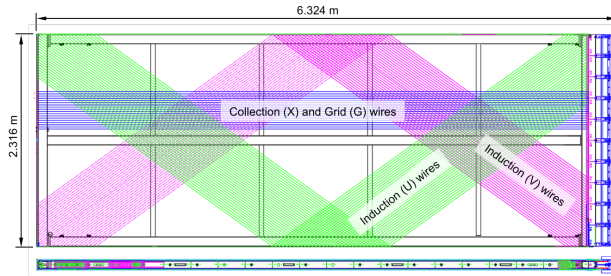 6.324 m
2.316 m
Collection (X) and Grid (G) wires
Induction (U) wires
Induction (V) wires